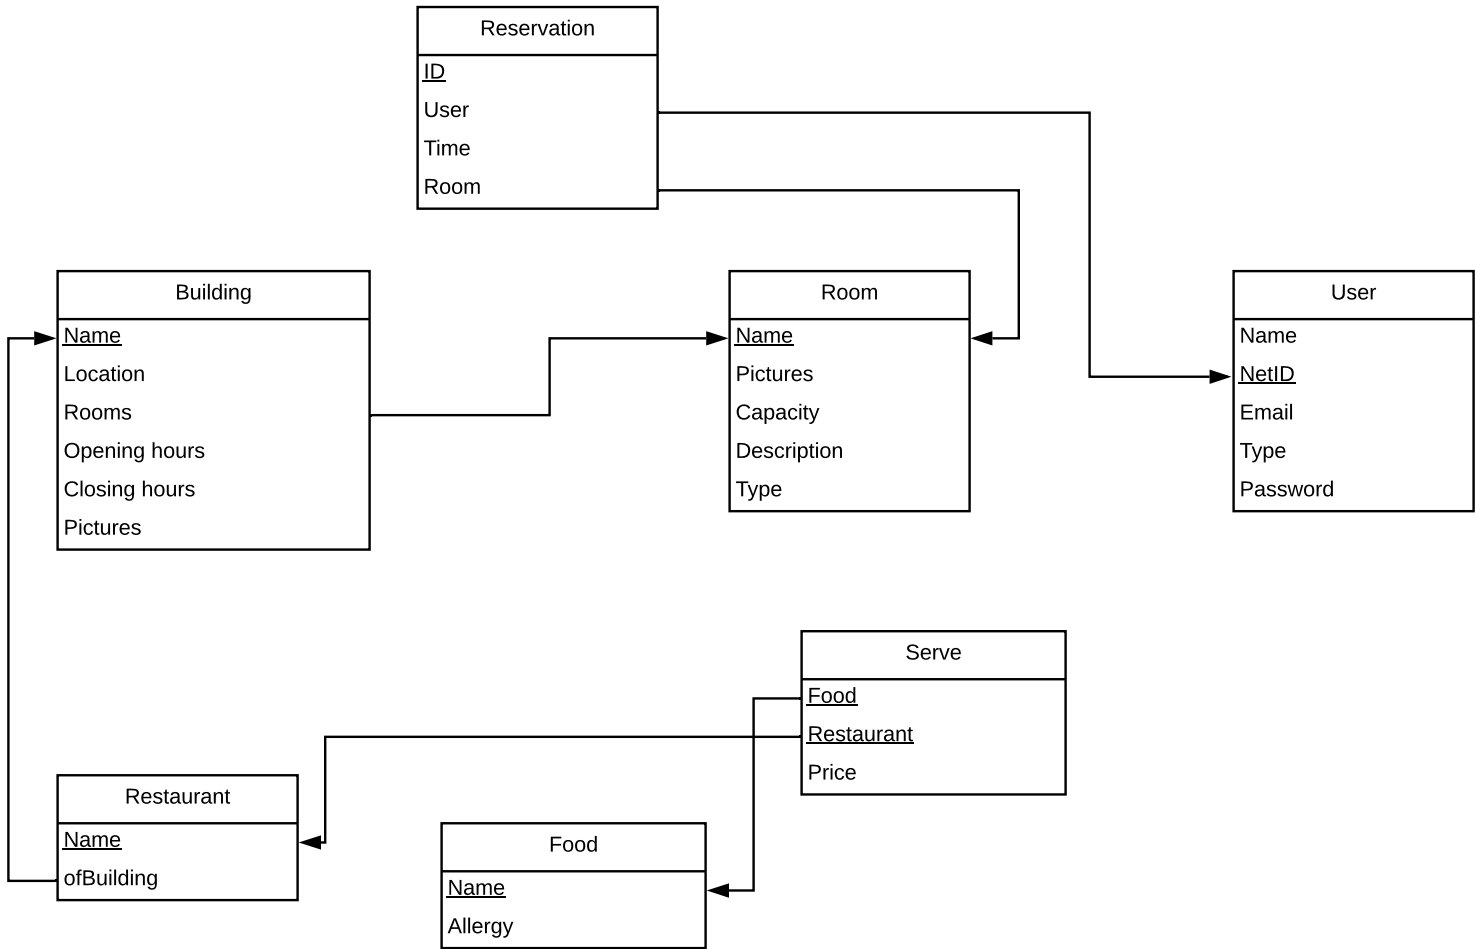 Reservation
ID
User
Time
Room
Building
Name
Location
Rooms
Opening hours
Closing hours
Pictures
Room
Name
Pictures
Capacity
Description
Type
User
Name
NetID
Email
Type
Password
Serve
Food
Restaurant
Price
Restaurant
Name
ofBuilding
Food
Name
Allergy